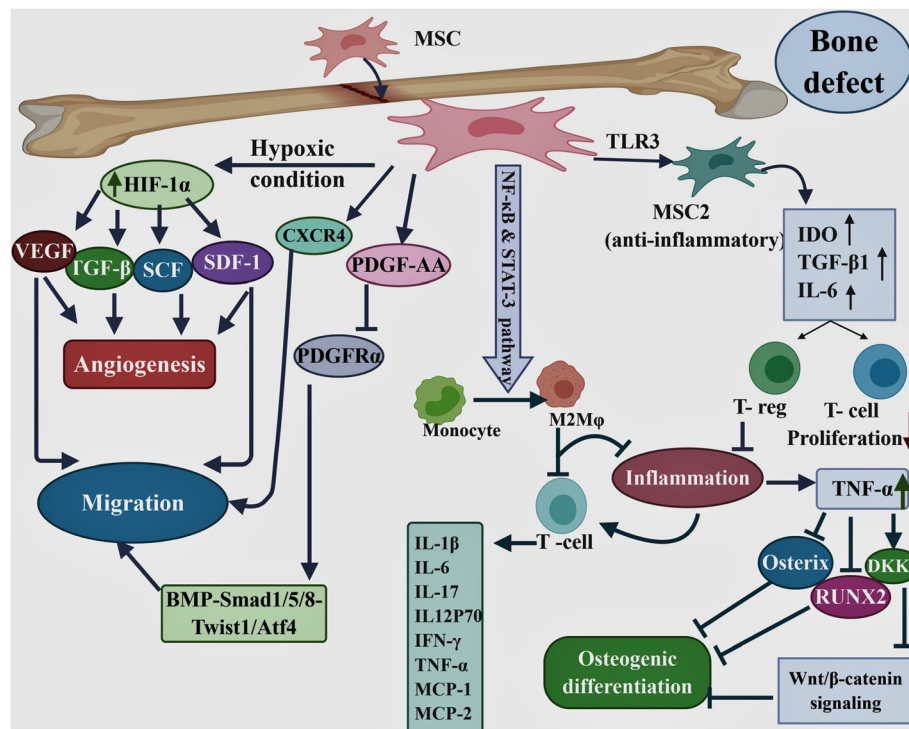 MSC
Bone
defect
Hypoxic
condition
TLR3
HIF-1α
NF-κB & STAT-3 pathway
MSC2
(anti-inflammatory)
VEGF
TGF-β
SCF
SDF-1
CXCR4
PDGF-AA
IDO
TGF-β1
IL-6
Angiogenesis
PDGFRα
Monocyte
M2Mφ
T- reg
T- cell
Proliferation
Migration
Inflammation
TNF-α
T -cell
IL-1β
IL-6
IL-17
IL12P70
IFN-γ
TNF-α
MCP-1
MCP-2
Osterix
RUNX2
DKK
BMP-Smad1/5/8-
Twist1/Atf4
Osteogenic
differentiation
Wnt/β-catenin
signaling